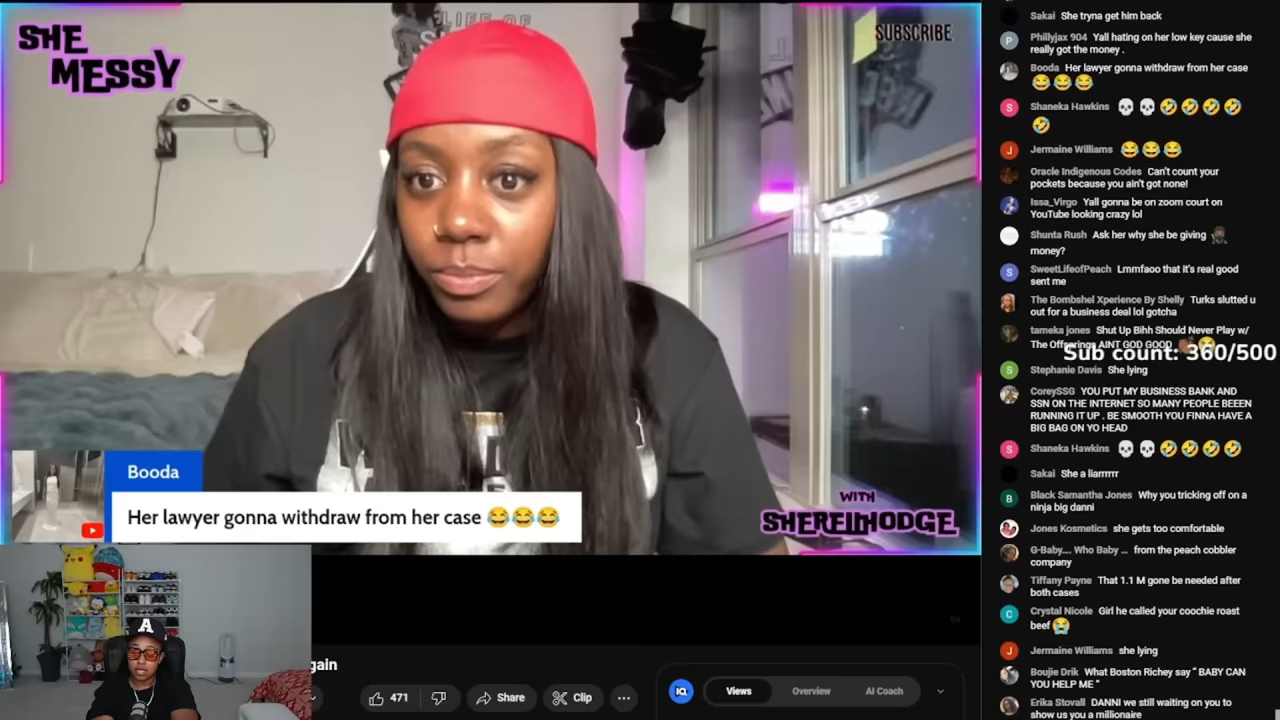 SHE
MESSY
LIFE OF
SUBSCRIBE
Booda
Her lawyer gonna withdraw from her case 😂😂😂
WITH
SHEREIINHODGE
A
gain
471
Share
Clip
IQ
Views
Overview
AI Coach
Sakai She tryna get him back
P
Phillyjax 904 Yall hating on her low key cause she
really got the money .
Booda Her lawyer gonna withdraw from her case
😂😂😂
S
Shaneka Hawkins 💀💀🤣🤣🤣🤣
🤣
J
Jermaine Williams 😂😂😂
Oracle Indigenous Codes Can't count your
pockets because you ain't got none!
Issa_Virgo Yall gonna be on zoom court on
YouTube looking crazy lol
Shunta Rush Ask her why she be giving
money?
S
SweetLifeofPeach Lmmfaoo that it's real good
sent me
The Bombshel Xperience By Shelly Turks slutted u
out for a business deal lol gotcha
tameka jones Shut Up Bihh Should Never Play w/
The Offserings AINT GOD GOOD
Sub count: 360/500
S
Stephanie Davis She lying
CoreySSG YOU PUT MY BUSINESS BANK AND
SSN ON THE INTERNET SO MANY PEOPLE BEEEN
RUNNING IT UP . BE SMOOTH YOU FINNA HAVE A
BIG BAG ON YO HEAD
S
Shaneka Hawkins 💀💀🤣🤣🤣🤣
Sakai She a liarrrrrr
B
Black Samantha Jones Why you tricking off on a
ninja big danni
Jones Kosmetics she gets too comfortable
G-Baby.... Who Baby ... from the peach cobbler
company
Tiffany Payne That 1.1 M gone be needed after
both cases
C
Crystal Nicole Girl he called your coochie roast
beef😭
J
Jermaine Williams she lying
Boujie Drik What Boston Richey say " BABY CAN
YOU HELP ME "
Erika Stovall DANNI we still waiting on you to
show us you a millionaire